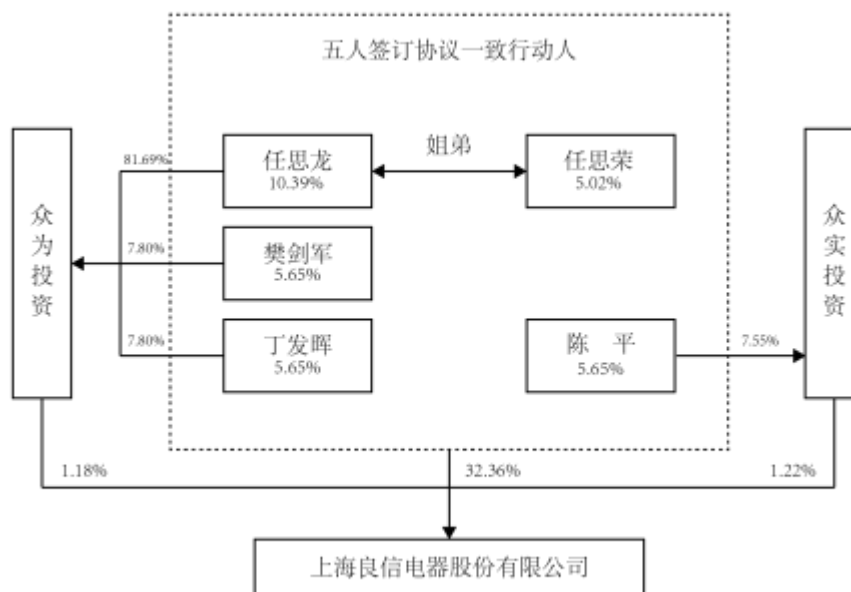 五人签订协议一致行动人
众为投资
81.69%
任思龙
10.39%
姐弟
任思荣
5.02%
众实投资
7.80%
樊剑军
5.65%
7.80%
丁发晖
5.65%
陈 平
5.65%
7.55%
1.18%
32.36%
1.22%
上海良信电器股份有限公司